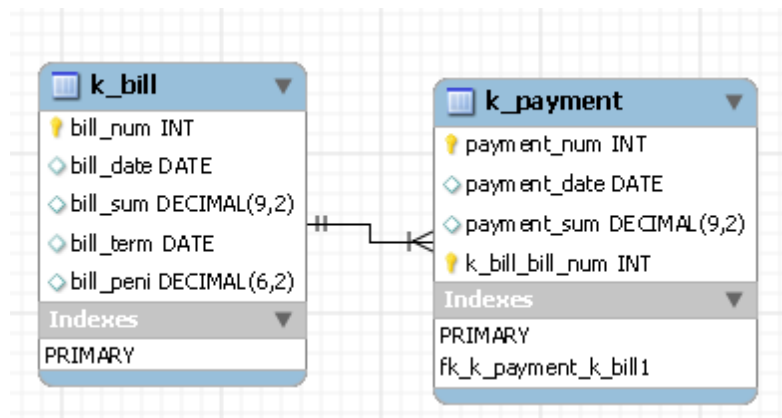 k_bill
bill_num INT
bill_date DATE
bill_sum DECIMAL(9,2)
bill_term DATE
bill_peni DECIMAL(6,2)
Indexes
PRIMARY
k_payment
payment_num INT
payment_date DATE
payment_sum DECIMAL(9,2)
k_bill_bill_num INT
Indexes
PRIMARY
fk_k_payment_k_bill1